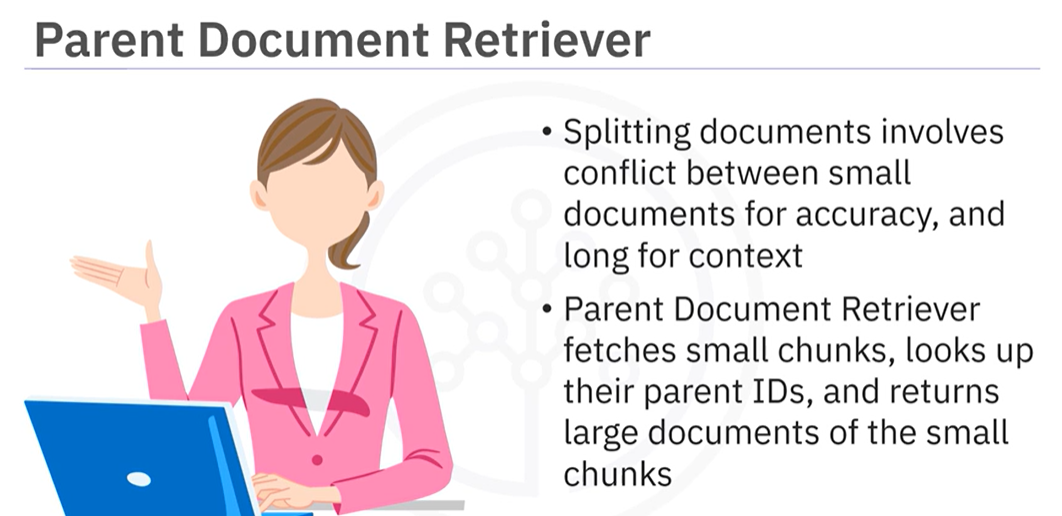 Parent Document Retriever
• Splitting documents involves
conflict between small
documents for accuracy, and
long for context
• Parent Document Retriever
fetches small chunks, looks up
their parent IDs, and returns
large documents of the small
chunks